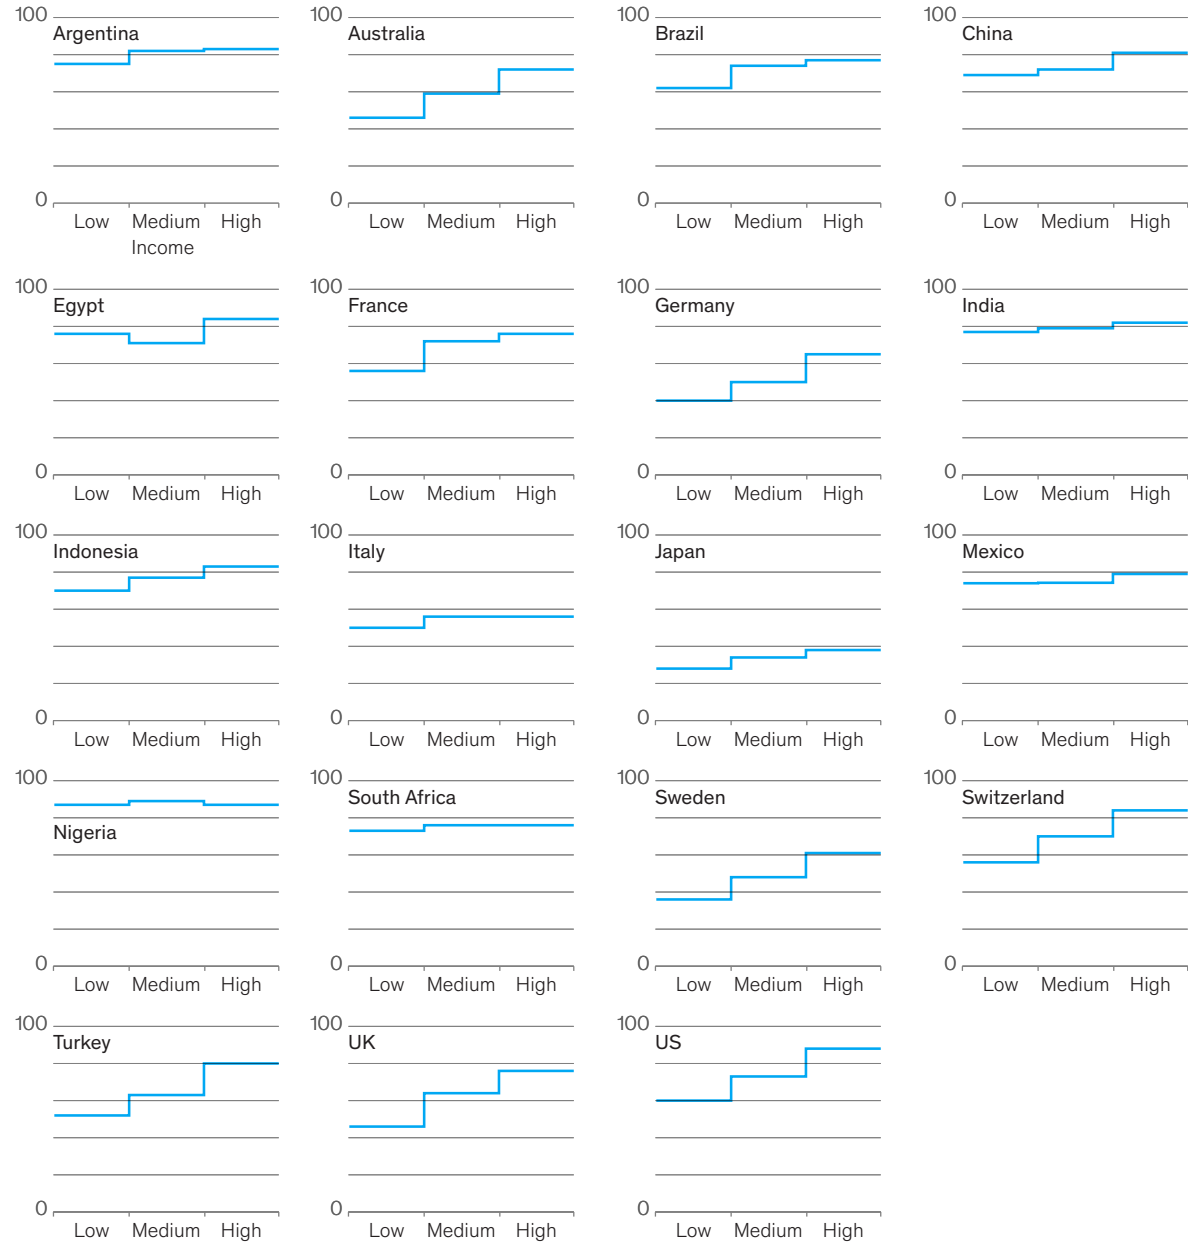 100
Argentina
0
Low Medium High
Income
100
Australia
0
Low Medium High
100
Brazil
0
Low Medium High
100
China
0
Low Medium High
100
Egypt
0
Low Medium High
100
France
0
Low Medium High
100
Germany
0
Low Medium High
100
India
0
Low Medium High
100
Indonesia
0
Low Medium High
100
Italy
0
Low Medium High
100
Japan
0
Low Medium High
100
Mexico
0
Low Medium High
100
Nigeria
0
Low Medium High
100
South Africa
0
Low Medium High
100
Sweden
0
Low Medium High
100
Switzerland
0
Low Medium High
100
Turkey
0
Low Medium High
100
UK
0
Low Medium High
100
US
0
Low Medium High